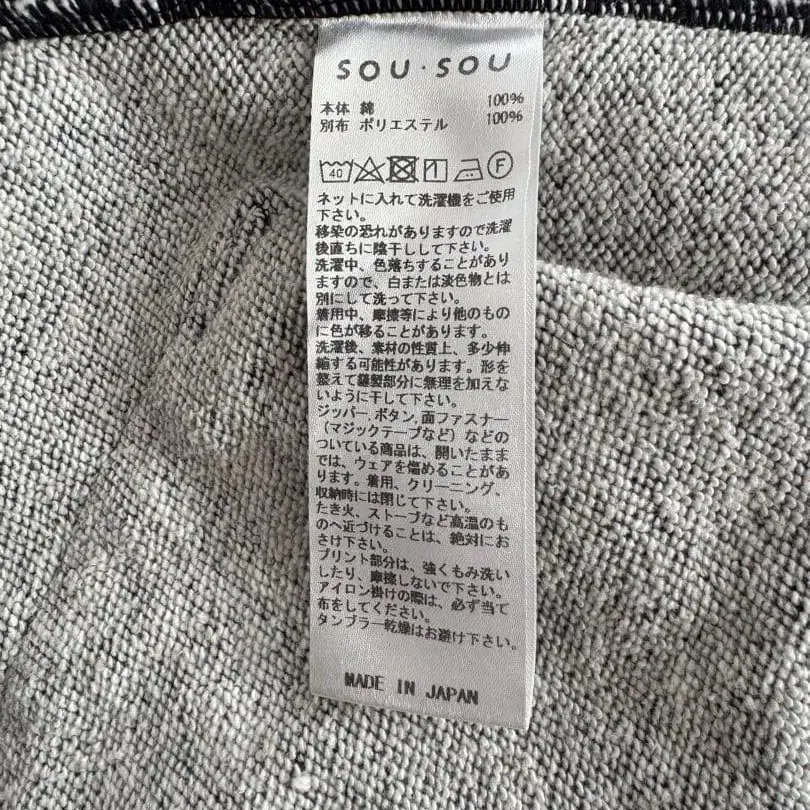 SOU・SOU
本体 綿 100%
別布 ポリエステル 100%
40 F
ネットに入れて洗濯機をご使用
下さい。
移染の恐れがありますので洗濯
後直ちに陰干しして下さい。
洗濯中、色落ちすることがあり
ますので、白または淡色物とは
別にして洗って下さい。
着用中、摩擦等により他のもの
に色が移ることがあります。
洗濯後、素材の性質上、多少伸
縮する可能性があります。形を
整えて縫製部分に無理を加えな
いように干して下さい。
ジッパー,ボタン,面ファスナー
(マジックテープなど)などの
ついている商品は、開いたまま
では、ウェアを傷めることがあ
ります。着用、クリーニング、
収納時には閉じて下さい。
たき火、ストーブなど高温のも
のへ近づけることは、絶対にお
さけ下さい。
プリント部分は、強くもみ洗い
したり、摩擦しないで下さい。
アイロン掛けの際は、必ず当て
布をしてください。
タンブラー乾燥はお避け下さい。
MADE IN JAPAN